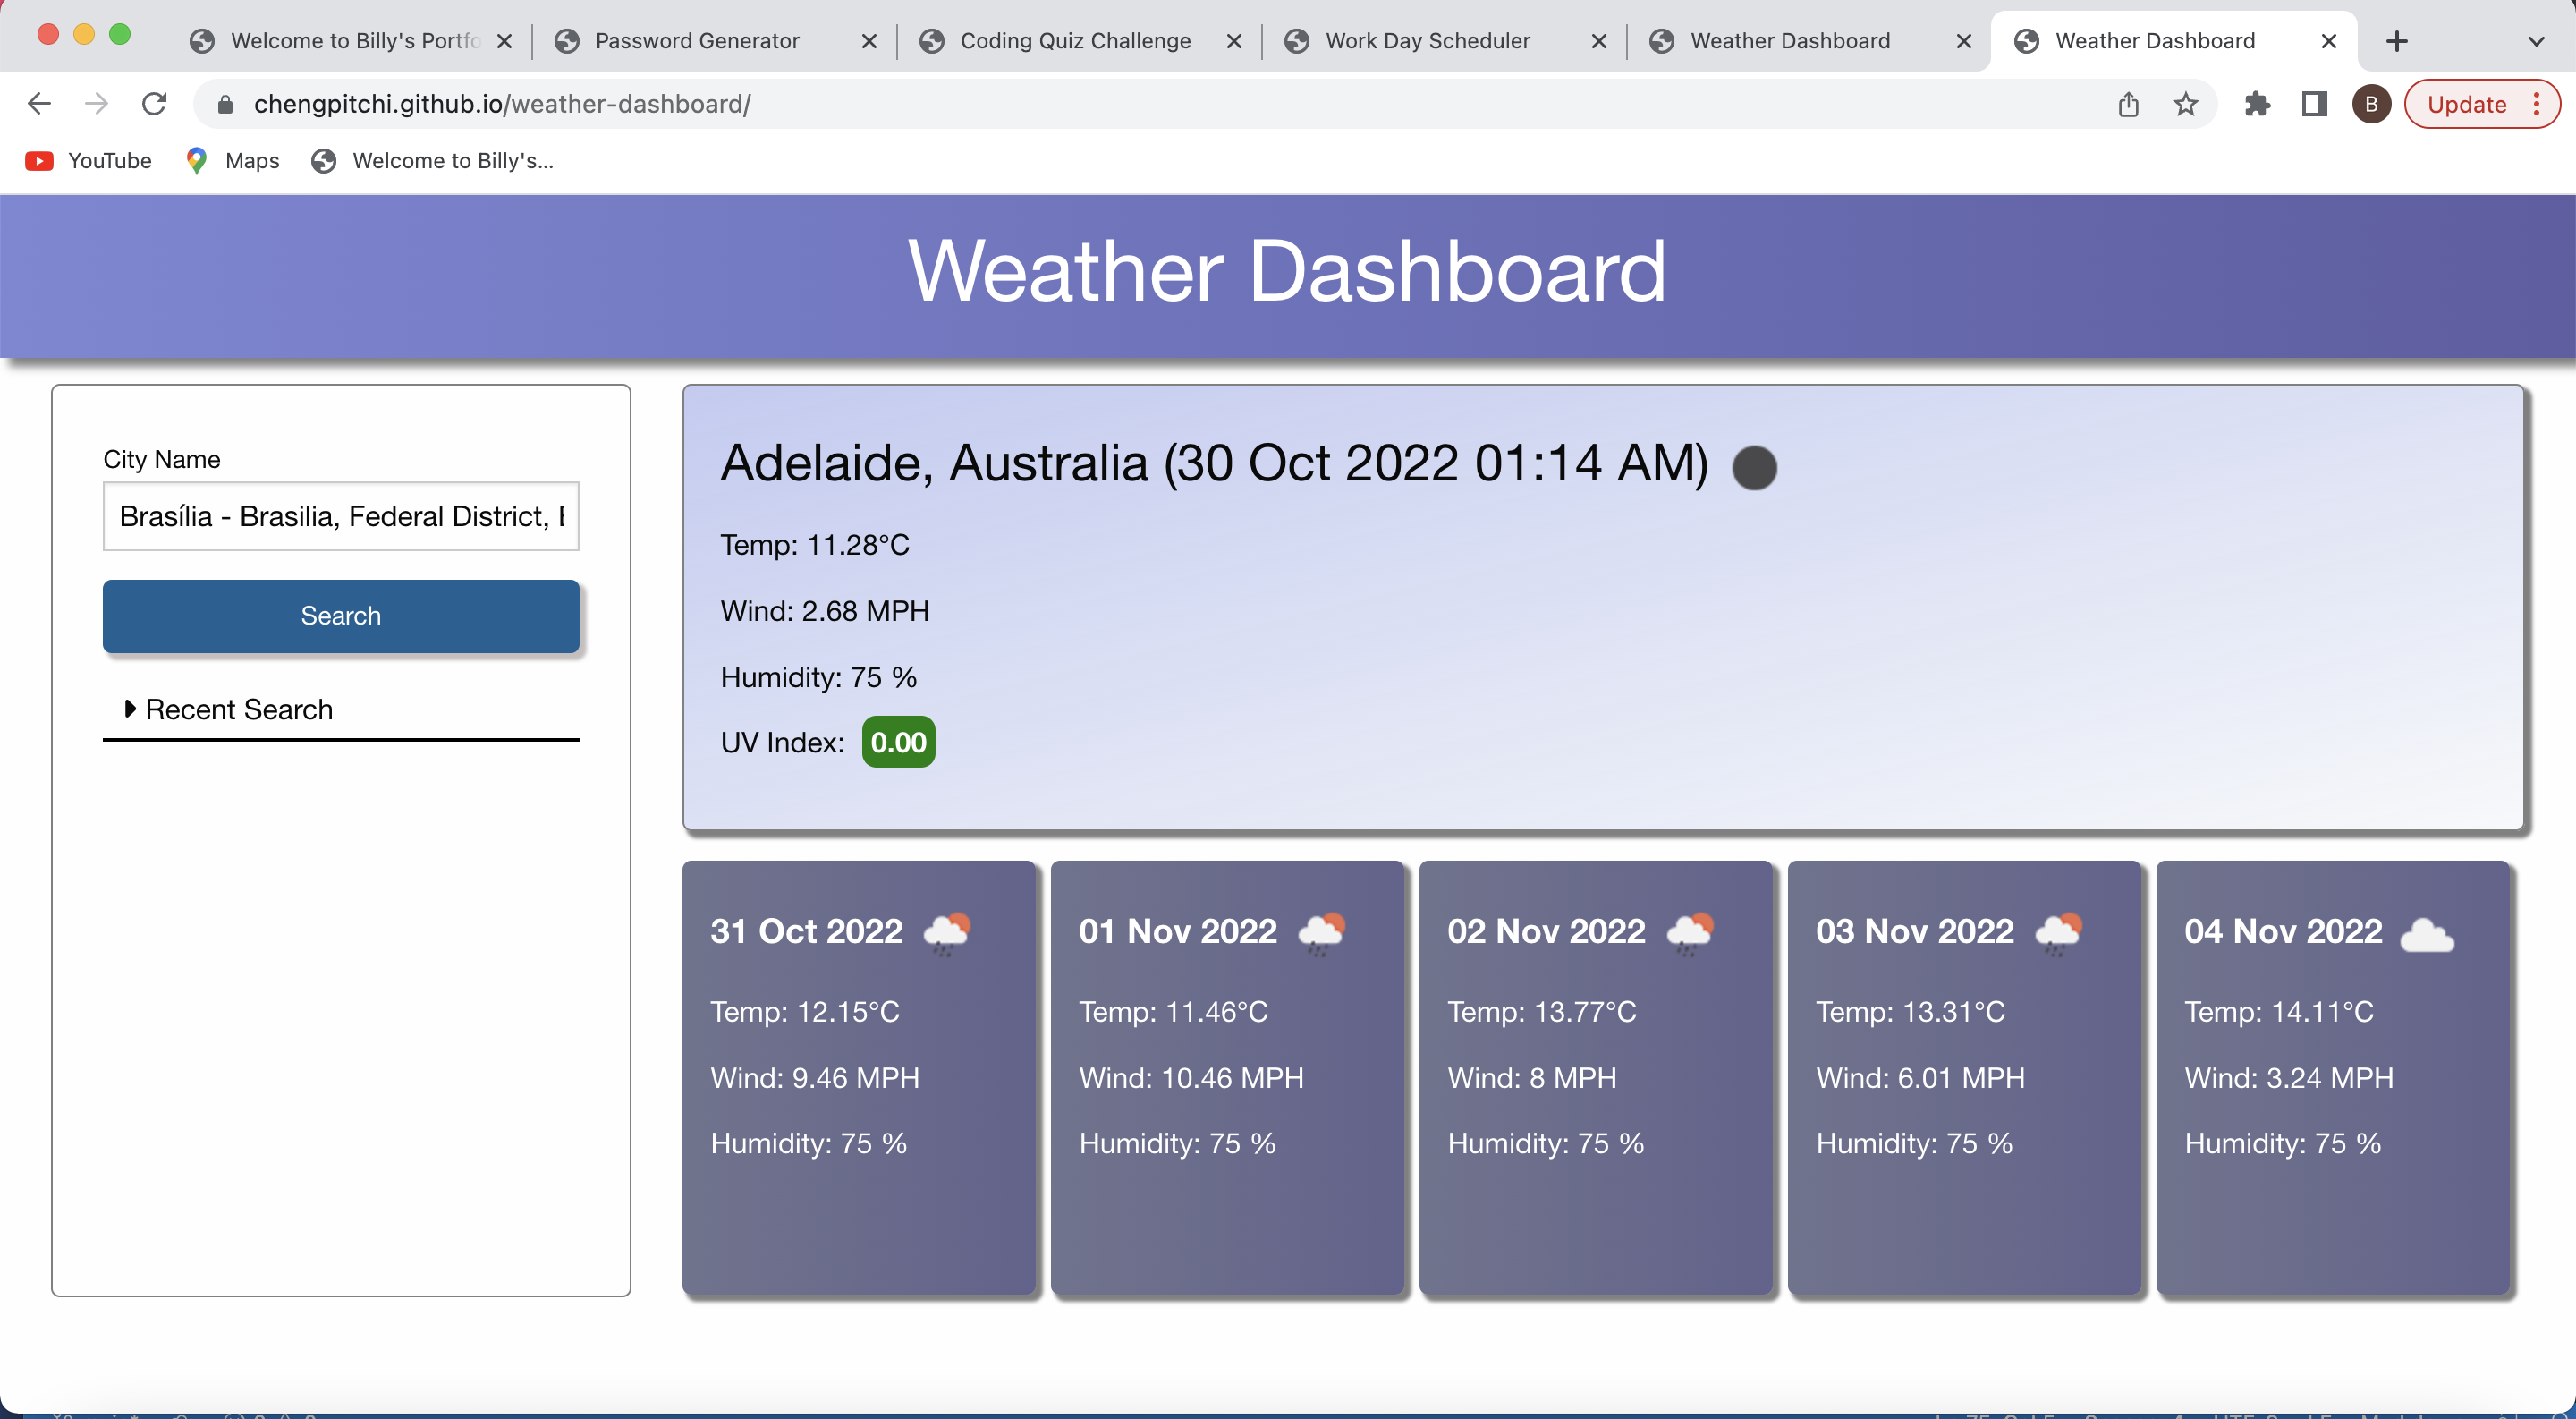 Welcome to Billy's Portfo
Password Generator
Coding Quiz Challenge
Work Day Scheduler
Weather Dashboard
Weather Dashboard
chengpitchi.github.io/weather-dashboard/
B
Update
YouTube
Maps
Welcome to Billy's...
Weather Dashboard
City Name
Brasília - Brasilia, Federal District,
Search
Recent Search
Adelaide, Australia (30 Oct 2022 01:14 AM)
Temp: 11.28°C
Wind: 2.68 MPH
Humidity: 75 %
UV Index: 0.00
31 Oct 2022
Temp: 12.15°C
Wind: 9.46 MPH
Humidity: 75 %
01 Nov 2022
Temp: 11.46°C
Wind: 10.46 MPH
Humidity: 75 %
02 Nov 2022
Temp: 13.77°C
Wind: 8 MPH
Humidity: 75 %
03 Nov 2022
Temp: 13.31°C
Wind: 6.01 MPH
Humidity: 75 %
04 Nov 2022
Temp: 14.11°C
Wind: 3.24 MPH
Humidity: 75 %